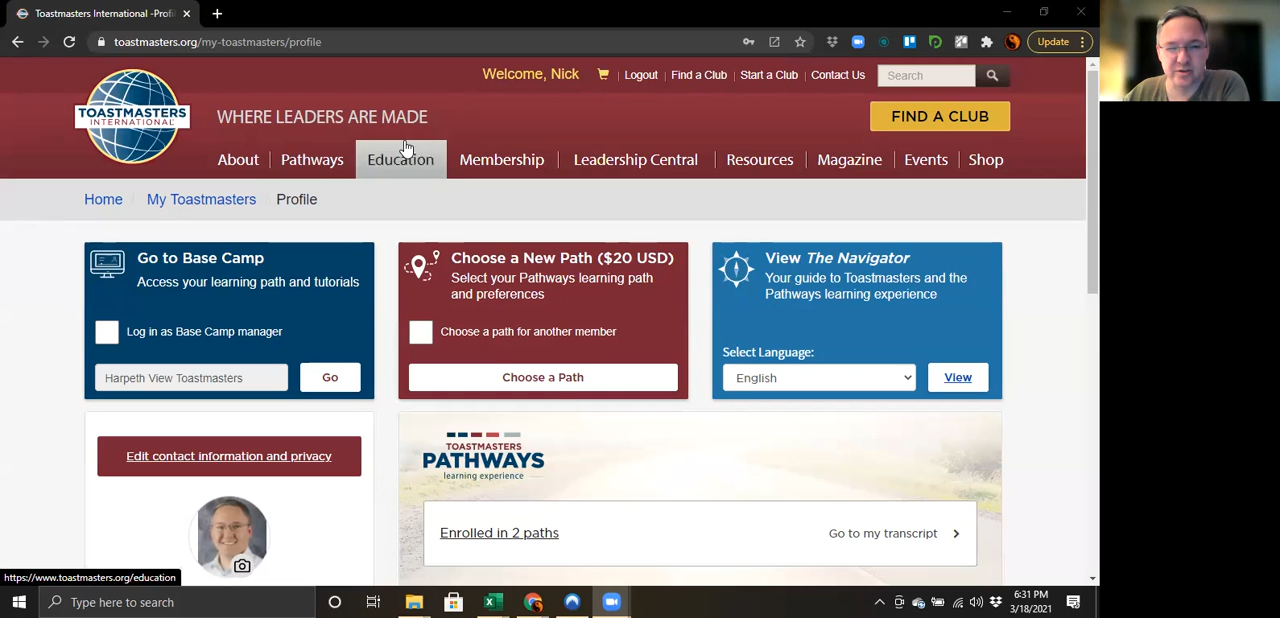 Toastmasters International -Profi
toastmasters.org/my-toastmasters/profile
Update
Welcome, Nick
Logout
Find a Club
Start a Club
Contact Us
Search
TOASTMASTERS
INTERNATIONAL
WHERE LEADERS ARE MADE
FIND A CLUB
About
Pathways
Education
Membership
Leadership Central
Resources
Magazine
Events
Shop
Home / My Toastmasters / Profile
Go to Base Camp
Access your learning path and tutorials
Log in as Base Camp manager
Harpeth View Toastmasters
Go
Choose a New Path ($20 USD)
Select your Pathways learning path
and preferences
Choose a path for another member
Choose a Path
View The Navigator
Your guide to Toastmasters and the
Pathways learning experience
Select Language:
English
View
Edit contact information and privacy
TOASTMASTERS
PATHWAYS
learning experience
Enrolled in 2 paths
Go to my transcript
https://www.toastmasters.org/education
Type here to search
6:31 PM
3/18/2021